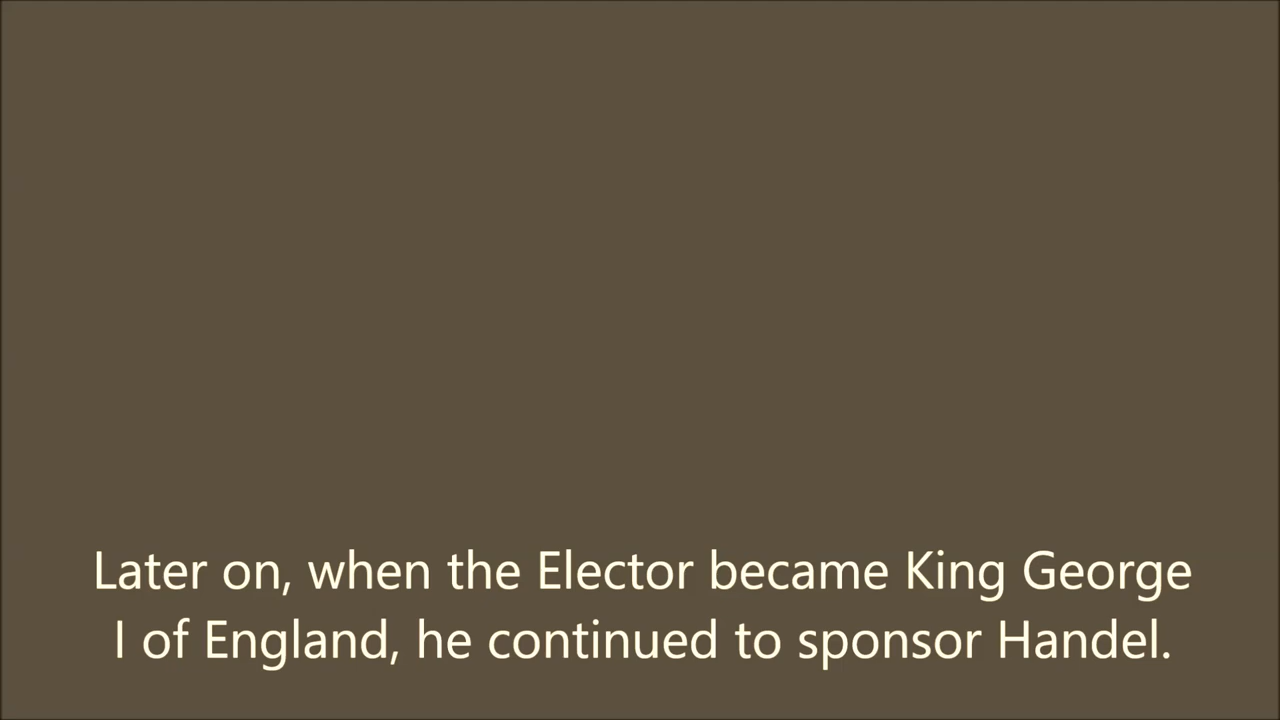 Later on, when the Elector became King George
I of England, he continued to sponsor Handel.